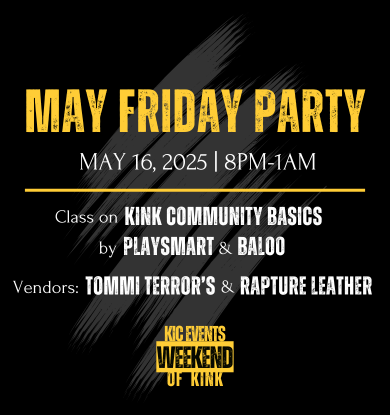 MAY FRIDAY PARTY
MAY 16, 2025 | 8PM-1AM
Class on KINK COMMUNITY BASICS
by PLAYSMART & BALOO
Vendors: TOMMI TERROR'S & RAPTURE LEATHER
KIC EVENTS
WEEKEND
OF KINK